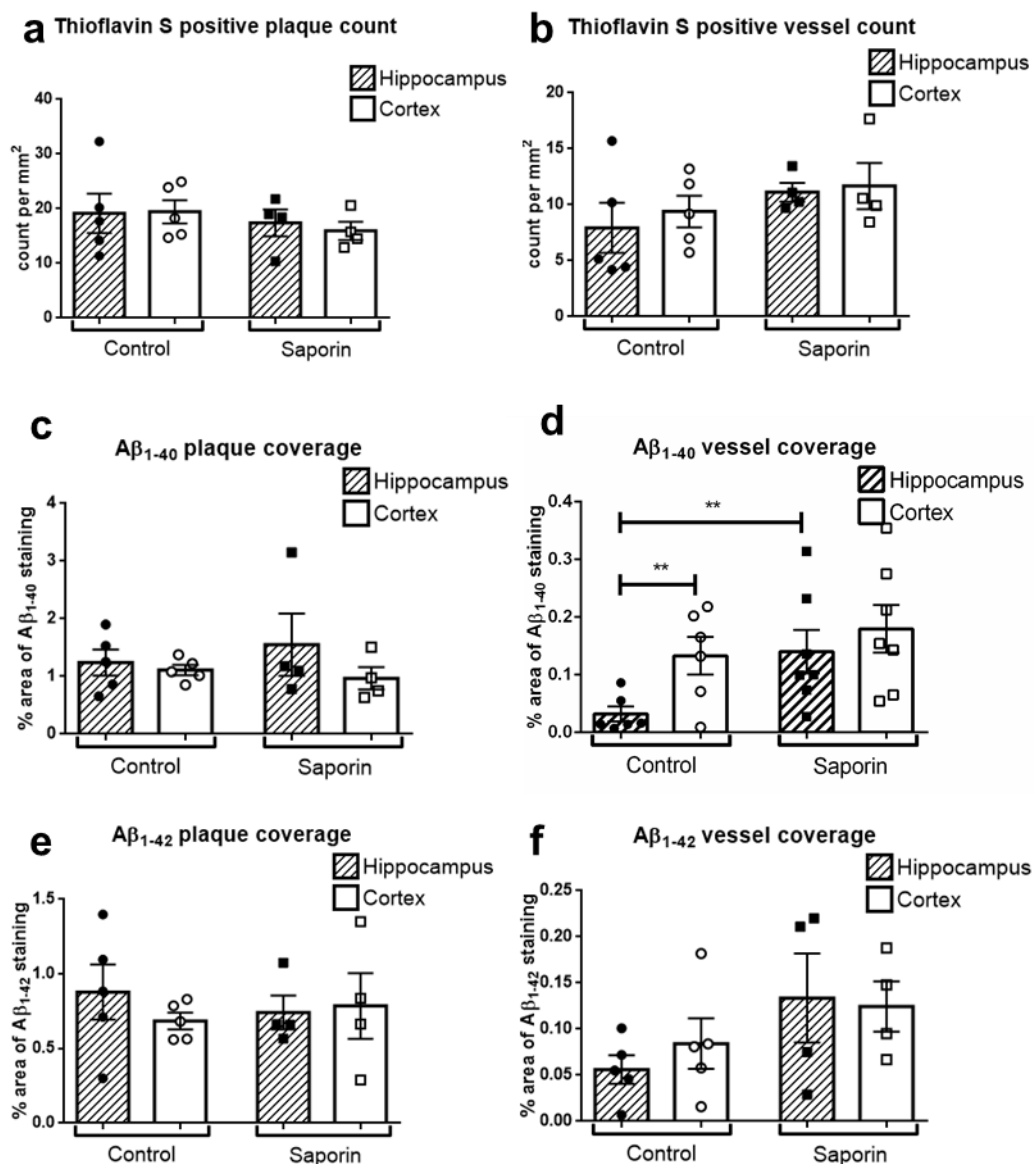 a Thioflavin S positive plaque count
Hippocampus
Cortex
count per mm²
40
30
20
10
0
Control
Saporin
b Thioflavin S positive vessel count
Hippocampus
Cortex
count per mm²
20
15
10
5
0
Control
Saporin
c
Aβ₁₋₄₀ plaque coverage
Hippocampus
Cortex
% area of Aβ₁₋₄₀ staining
4
3
2
1
0
Control
Saporin
d
Aβ₁₋₄₀ vessel coverage
Hippocampus
Cortex
% area of Aβ₁₋₄₀ staining
0.4
0.3
0.2
0.1
0.0
**
**
Control
Saporin
e
Aβ₁₋₄₂ plaque coverage
Hippocampus
Cortex
% area of Aβ₁₋₄₂ staining
1.5
1.0
0.5
0.0
Control
Saporin
f
Aβ₁₋₄₂ vessel coverage
Hippocampus
Cortex
% area of Aβ₁₋₄₂ staining
0.25
0.20
0.15
0.10
0.05
0.00
Control
Saporin